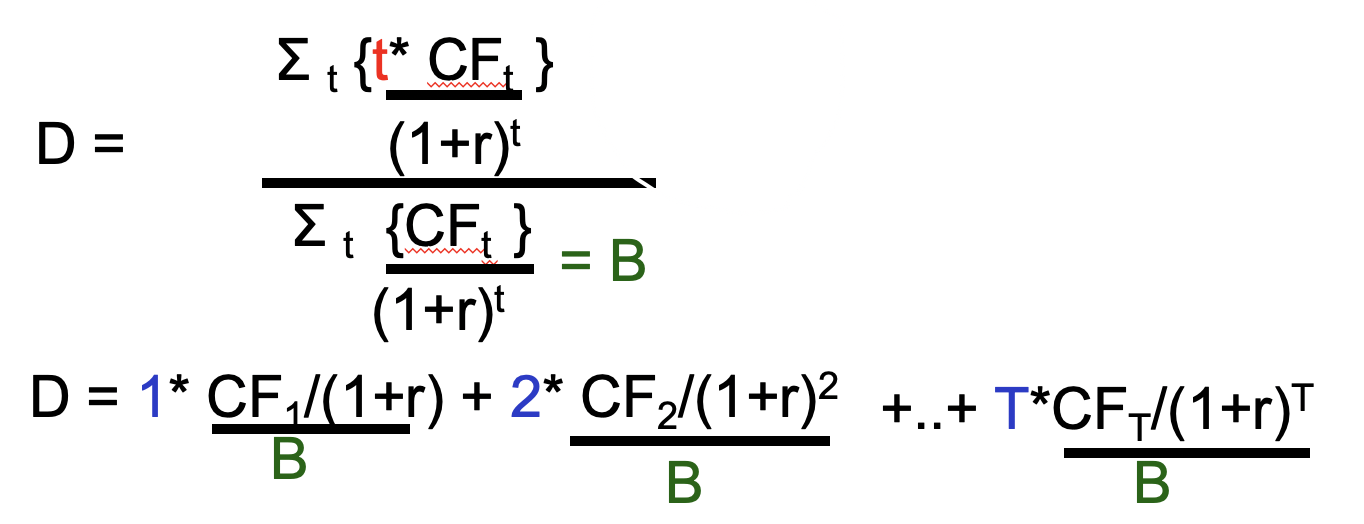 Σ t {t* CFt }
D =
(1+r)^t
Σ t {CFt }
= B
(1+r)^t
D = 1* CF1/(1+r) + 2* CF2/(1+r)^2 +..+ T*CFT/(1+r)^T
B B B